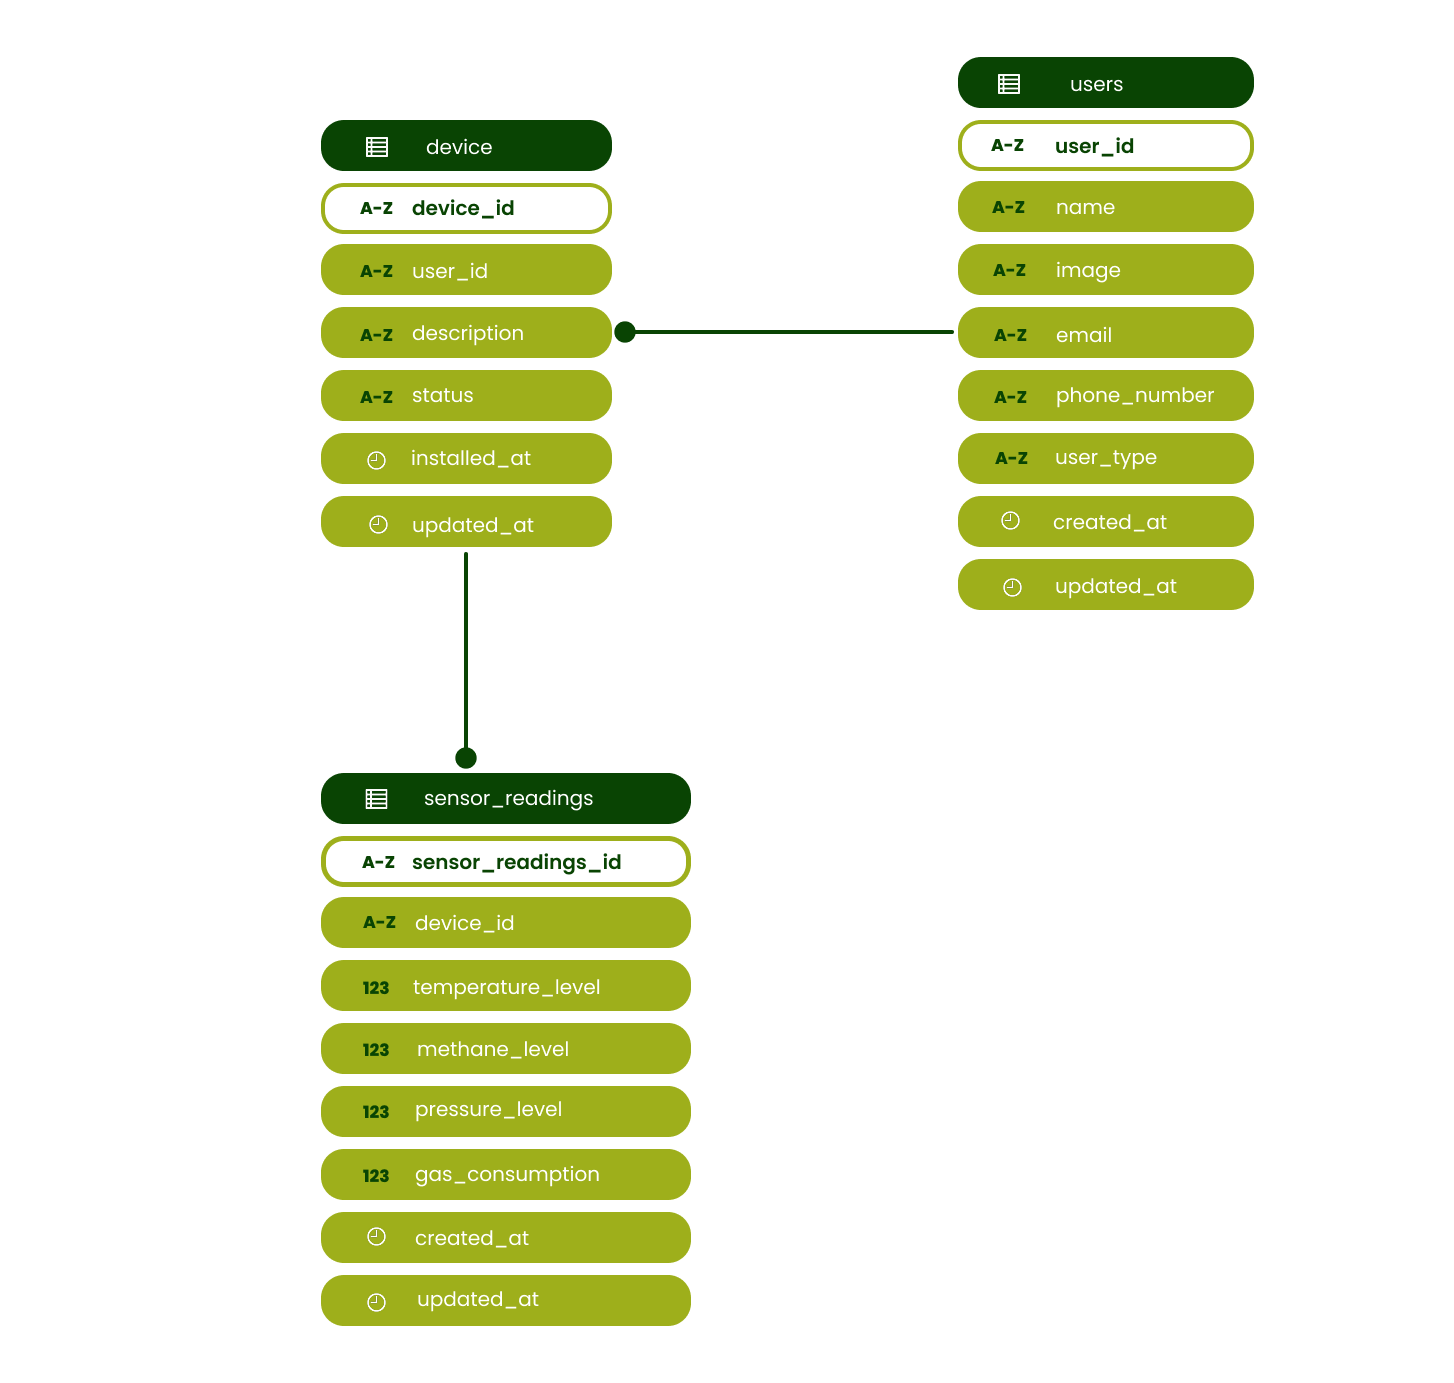 device
A-Z device_id
A-Z user_id
A-Z description
A-Z status
installed_at
updated_at
users
A-Z user_id
A-Z name
A-Z image
A-Z email
A-Z phone_number
A-Z user_type
created_at
updated_at
sensor_readings
A-Z sensor_readings_id
A-Z device_id
123 temperature_level
123 methane_level
123 pressure_level
123 gas_consumption
created_at
updated_at